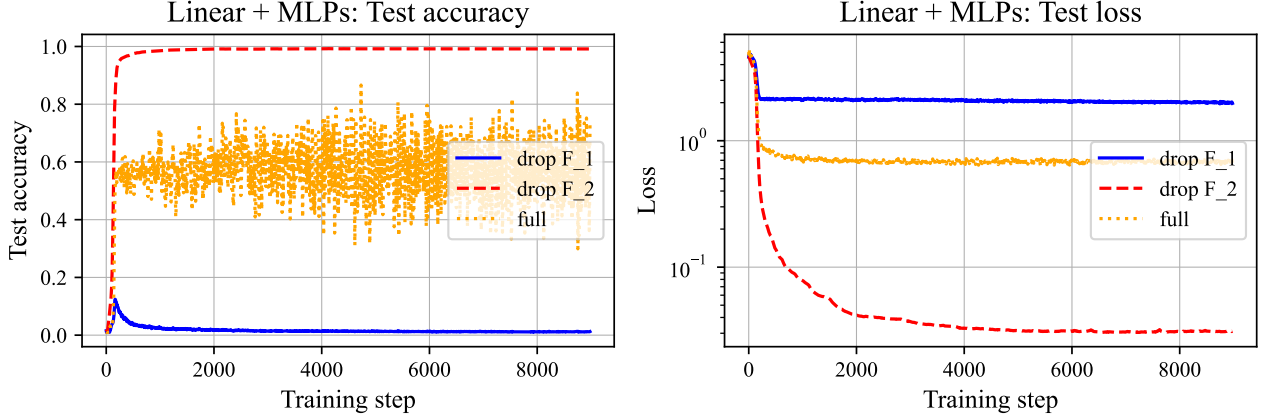 Linear + MLPs: Test accuracy
Test accuracy
1.0
0.8
0.6
0.4
0.2
0.0
drop F_1
drop F_2
full
0
2000
4000
6000
8000
Training step
Linear + MLPs: Test loss
Loss
10⁰
10⁻¹
drop F_1
drop F_2
full
0
2000
4000
6000
8000
Training step